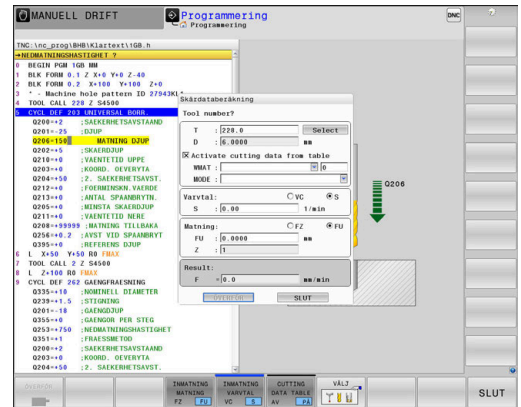 MANUELL DRIFT
Programmering
Programmering
DNC
TNC:\nc_prog\BHB\Klartext\1GB.h
→NEDMATNINGSHASTIGHET ?
0 BEGIN PGM 1GB MM
1 BLK FORM 0.1 Z X+0 Y+0 Z-40
2 BLK FORM 0.2 X+100 Y+100 Z+0
3 * - Machine hole pattern ID 27943KL
4 TOOL CALL 228 Z S4500
5 CYCL DEF 203 UNIVERSAL BORR.
Q200=+2 ;SAEKERHETSAVSTAAND
Q201=-25 ;DJUP
Q206=150 MATNING DJUP
Q202=+5 ;SKAERDJUP
Q210=+0 ;VAENTETID UPPE
Q203=+0 ;KOORD. OEVERYTA
Q204=+50 ;2. SAEKERHETSAVST.
Q212=+0 ;FOERMINSKN.VAERDE
Q213=+0 ;ANTAL SPAANBRYTN.
Q205=+0 ;MINSTA SKAERDJUP
Q211=+0 ;VAENTETID NERE
Q208=+99999 ;MATNING TILLBAKA
Q256=+0.2 ;AVST VID SPAANBRYT
Q395=+0 ;REFERENS DJUP
6 L X+50 Y+50 R0 FMAX
7 TOOL CALL 2 Z S4500
8 L Z+100 R0 FMAX
9 CYCL DEF 262 GAENGFRAESNING
Q335=+10 ;NOMINELL DIAMETER
Q239=+1.5 ;STIGNING
Q201=-18 ;GAENGDJUP
Q355=+0 ;GAENGOR PER STEG
Q253=+750 ;NEDMATNINGSHASTIGHET
Q351=+1 ;FRAESSMETOD
Q200=+2 ;SAEKERHETSAVSTAAND
Q203=+0 ;KOORD. OEVERYTA
Q204=+50 ;2. SAEKERHETSAVST.
Skärdataberäkning
Tool number?
T : 228.0 Select
D : 6.0000 mm
Activate cutting data from table
WMAT : 0
MODE :
Varvtal: VC S
S : 0.00 1/min
Matning: FZ FU
FU : 0.0000 mm
Z : 1
Result:
F = 0.0 mm/min
ÖVERFÖR SLUT
Q206
ÖVERFÖR
INMATNING MATNING FZ FU
INMATNING VARVTAL VC S
CUTTING DATA TABLE AV PÅ
VÄLJ
SLUT